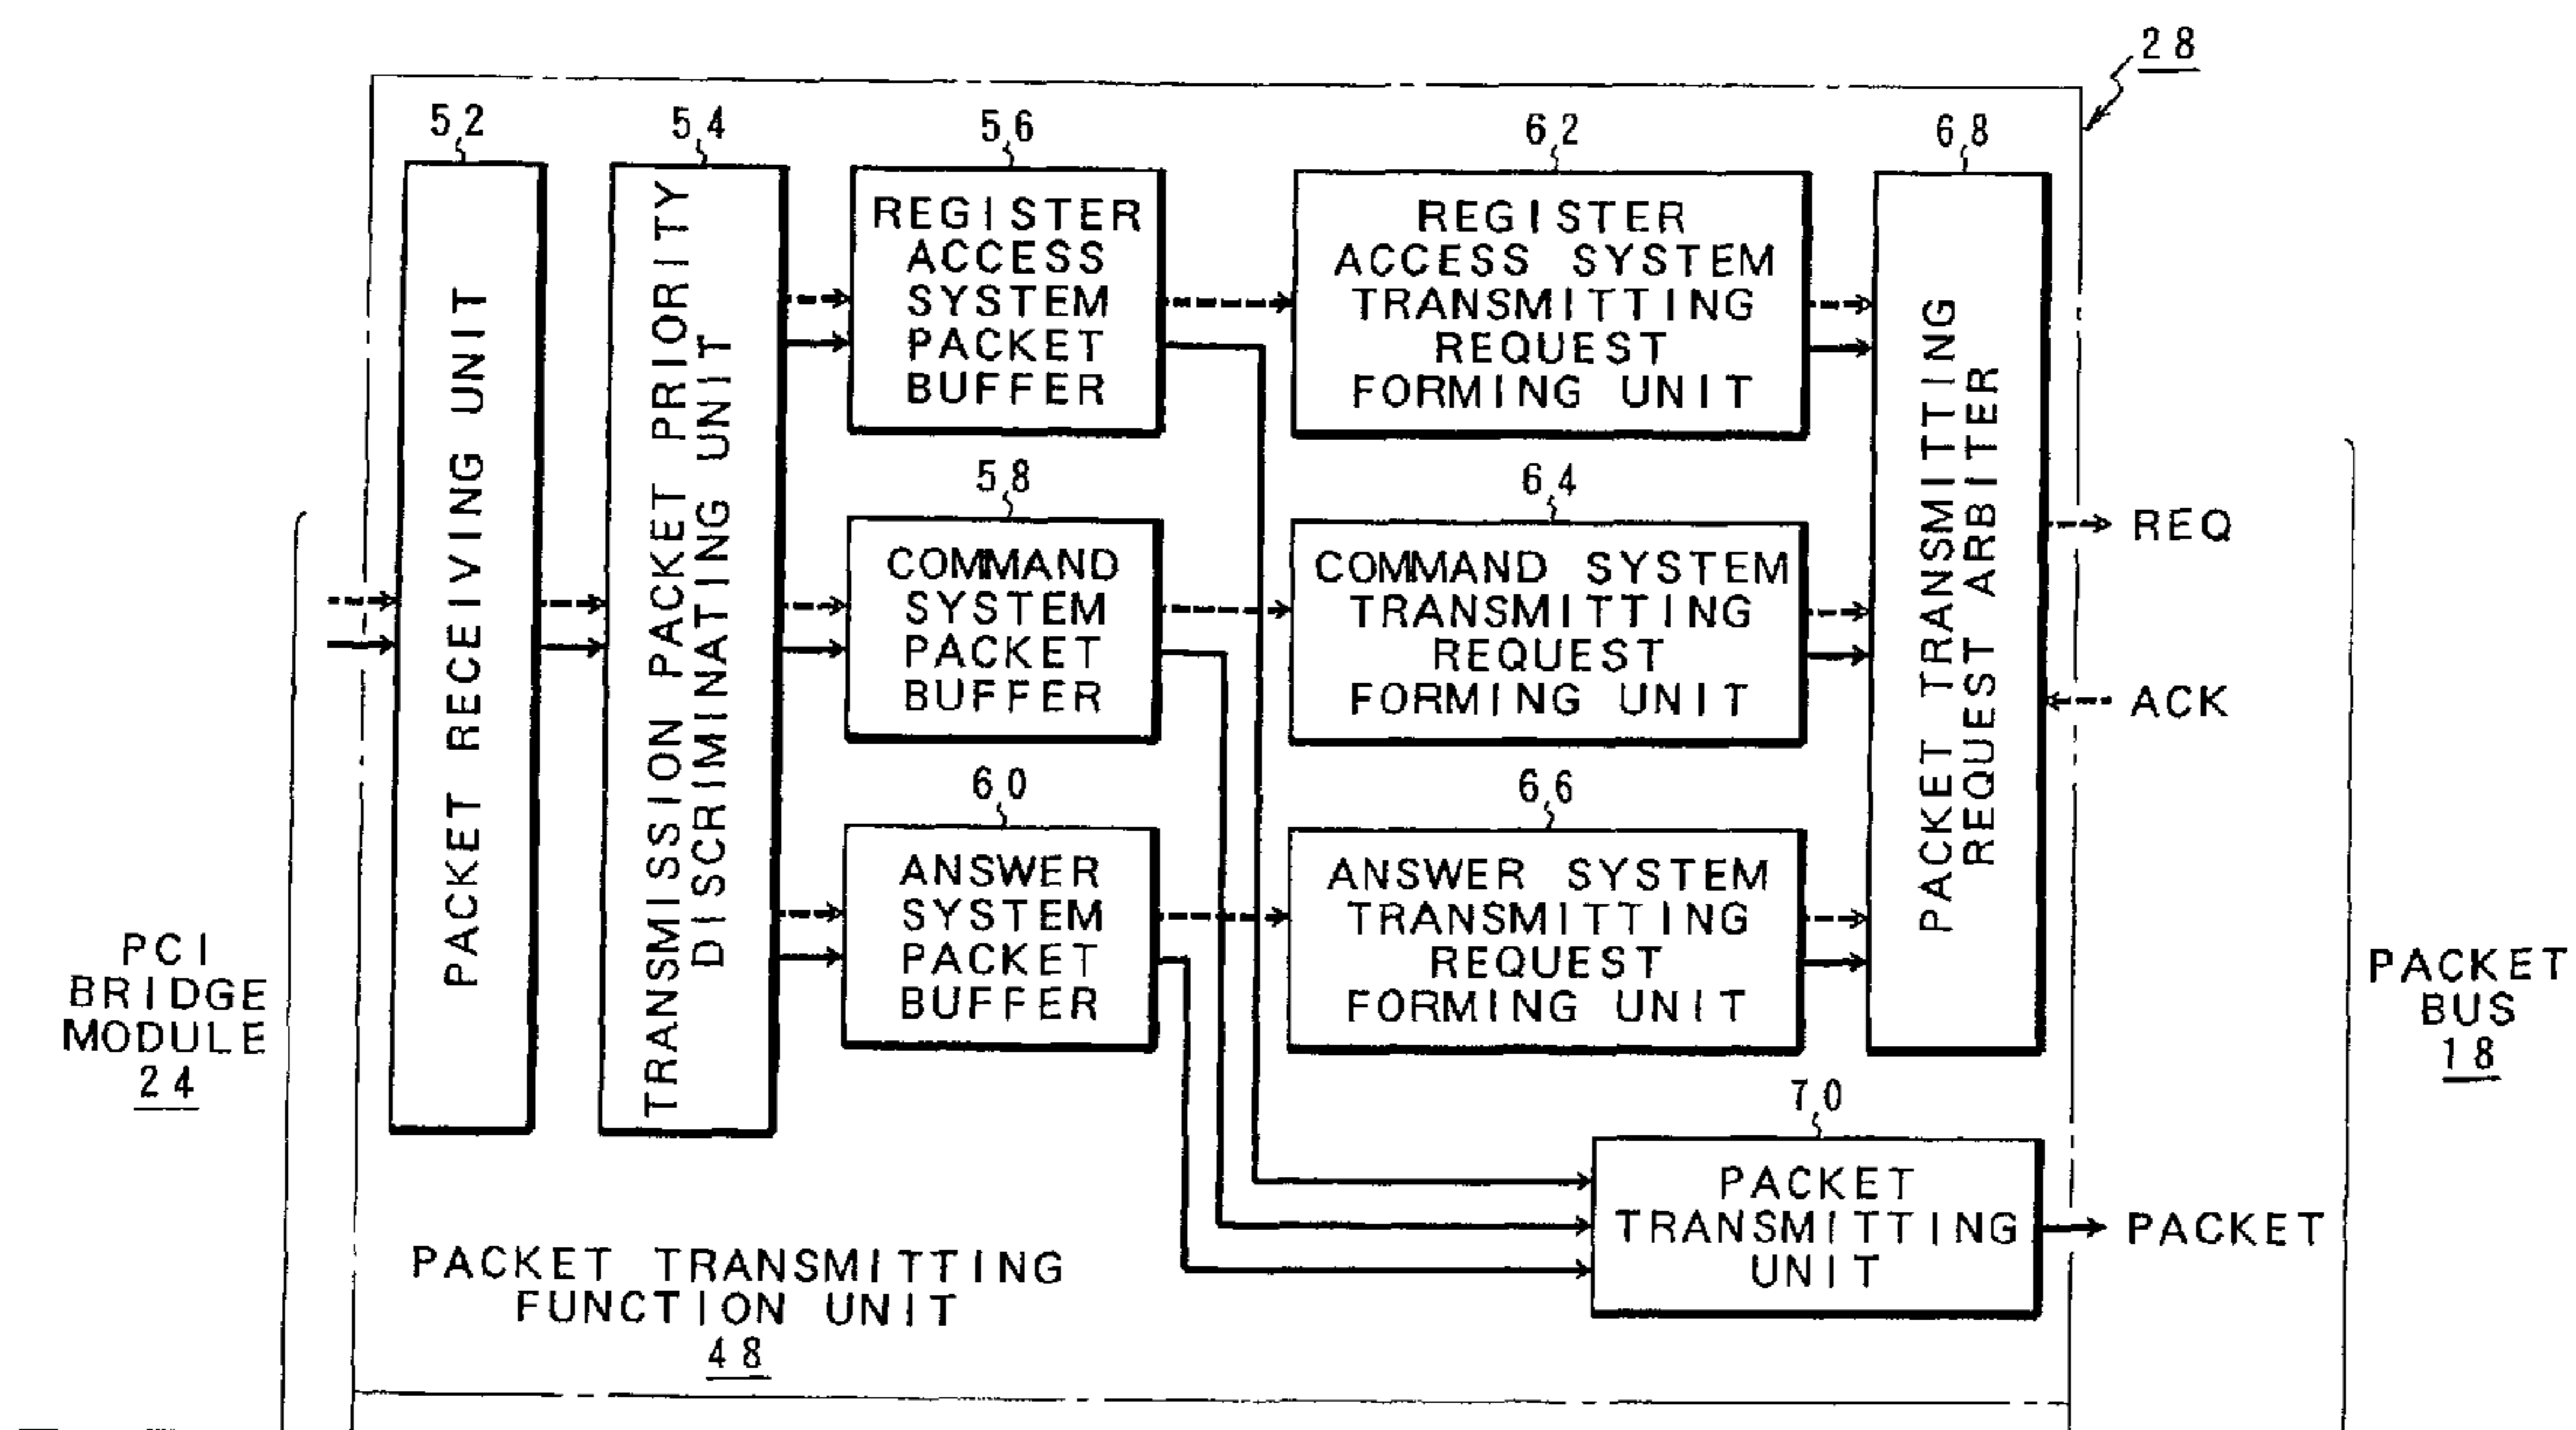 28
52
54
56
62
68
PACKET RECEIVING UNIT
TRANSMISSION PACKET PRIORITY
DISCRIMINATING UNIT
REGISTER
ACCESS
SYSTEM
PACKET
BUFFER
REGISTER
ACCESS SYSTEM
TRANSMITTING
REQUEST
FORMING UNIT
PACKET TRANSMITTING
REQUEST ARBITER
58
COMMAND
SYSTEM
PACKET
BUFFER
64
COMMAND SYSTEM
TRANSMITTING
REQUEST
FORMING UNIT
REQ
ACK
60
ANSWER
SYSTEM
PACKET
BUFFER
66
ANSWER SYSTEM
TRANSMITTING
REQUEST
FORMING UNIT
PCI
BRIDGE
MODULE
24
PACKET
BUS
18
70
PACKET
TRANSMITTING
UNIT
PACKET
PACKET TRANSMITTING
FUNCTION UNIT
48